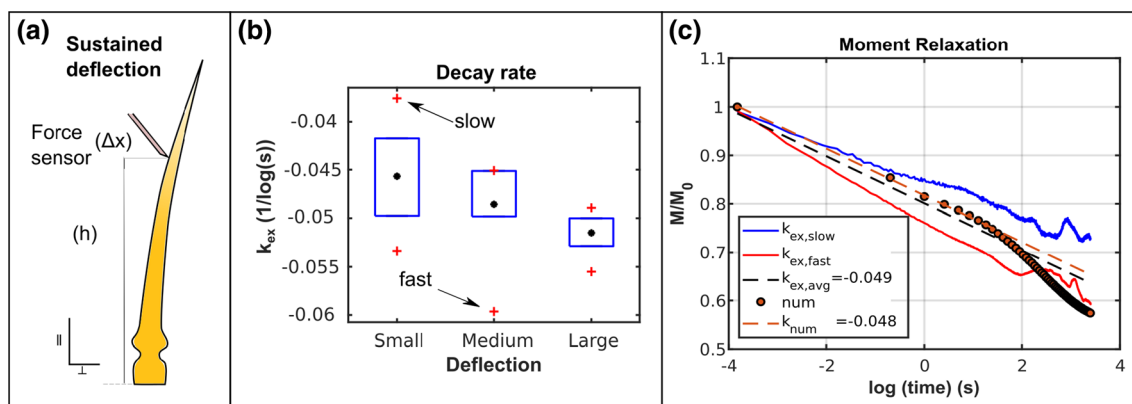 (a)
Sustained
deflection
Force
sensor
(Δx)
(h)
=
⊥
(b)
Decay rate
k_ex (1/log(s))
-0.04
-0.045
-0.05
-0.055
-0.06
slow
fast
Small Medium Large
Deflection
(c)
Moment Relaxation
M/M₀
1.1
1
0.9
0.8
0.7
0.6
0.5
k_ex,slow
k_ex,fast
k_ex,avg=-0.049
num
k_num =-0.048
-4 -2 0 2 4
log (time) (s)